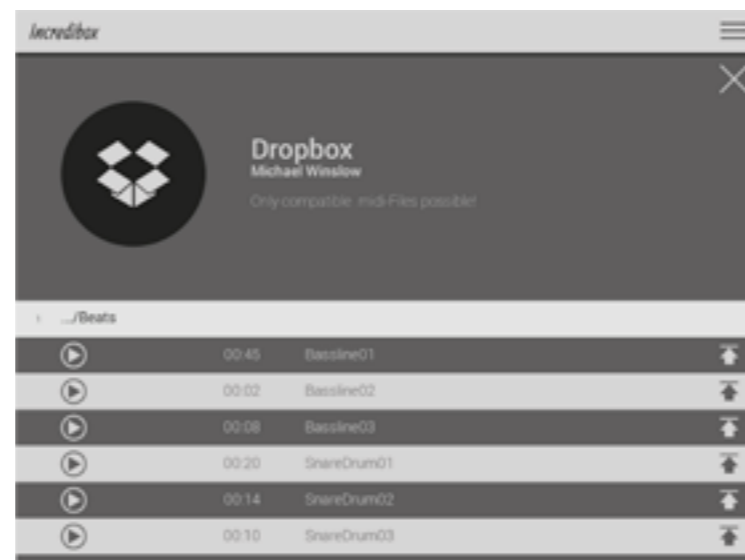 Incredibox
Dropbox
Michael Winslow
Only compatible midi-Files possible!
.../Beats
00:45 Bassline01
00:02 Bassline02
00:08 Bassline03
00:20 SnareDrum01
00:14 SnareDrum02
00:10 SnareDrum03